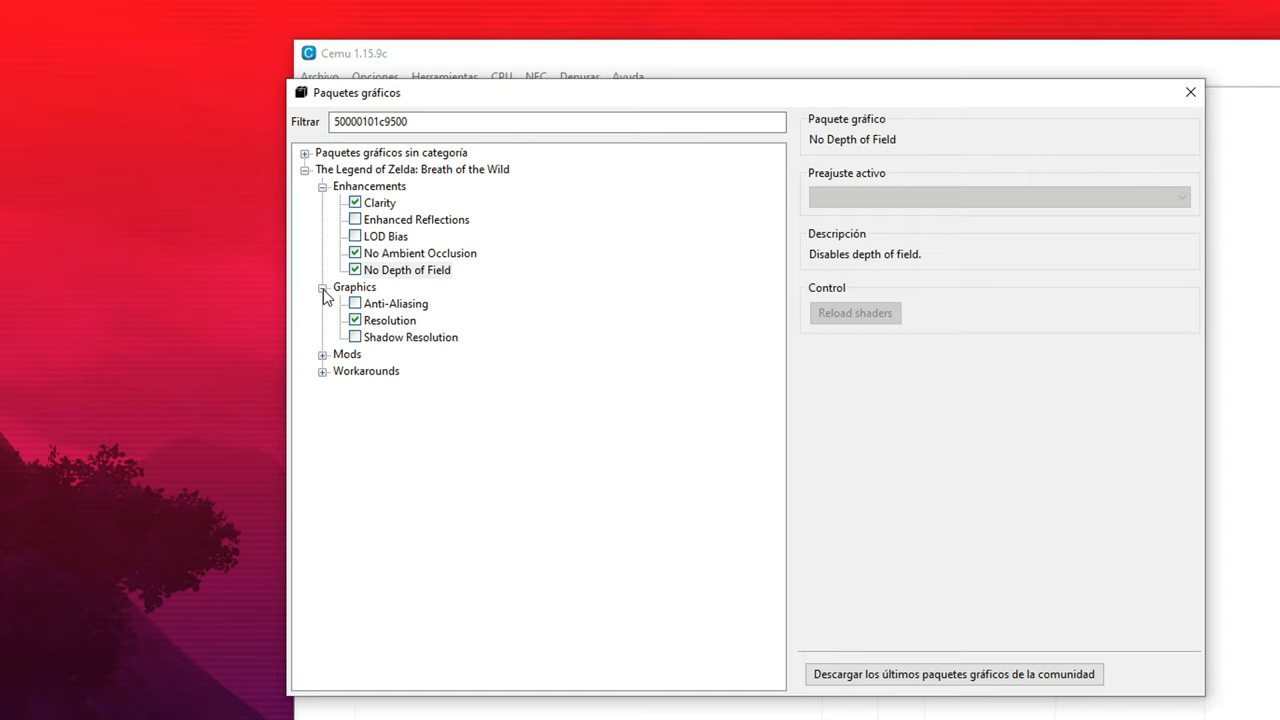 Cemu 1.15.9c
Archivo Opciones Herramientas CPU NFC Depurar Ayuda
Paquetes gráficos
Filtrar 50000101c9500
Paquetes gráficos sin categoría
The Legend of Zelda: Breath of the Wild
Enhancements
Clarity
Enhanced Reflections
LOD Bias
No Ambient Occlusion
No Depth of Field
Graphics
Anti-Aliasing
Resolution
Shadow Resolution
Mods
Workarounds
Paquete gráfico
No Depth of Field
Preajuste activo
Descripción
Disables depth of field.
Control
Reload shaders
Descargar los últimos paquetes gráficos de la comunidad